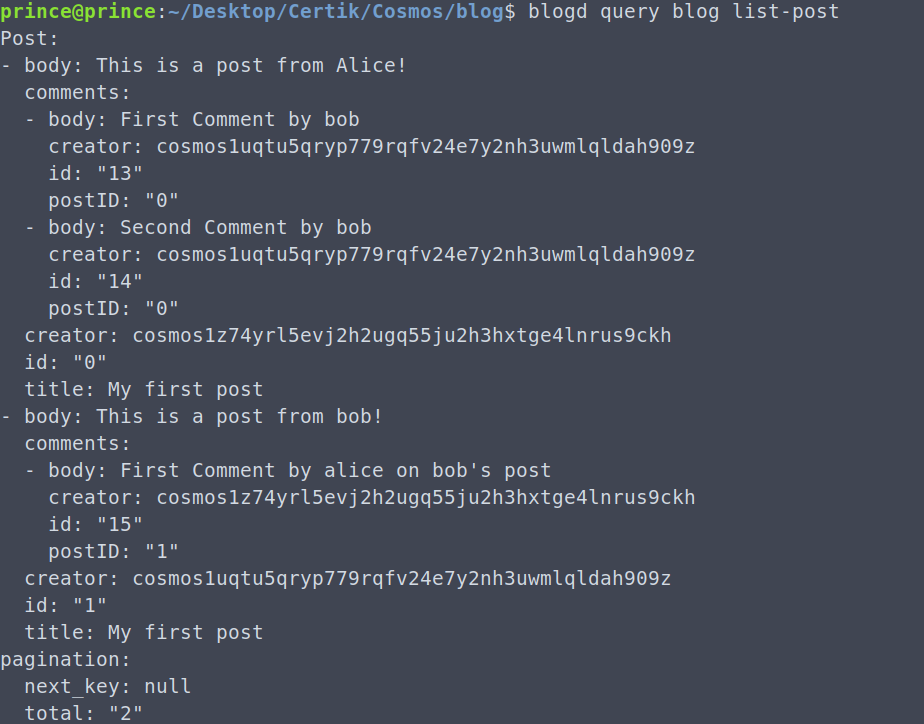 prince@prince:~/Desktop/Certik/Cosmos/blog$ blogd query blog list-post
Post:
- body: This is a post from Alice!
  comments:
  - body: First Comment by bob
    creator: cosmos1uqtu5qryp779rqfv24e7y2nh3uwmlqldah909z
    id: "13"
    postID: "0"
  - body: Second Comment by bob
    creator: cosmos1uqtu5qryp779rqfv24e7y2nh3uwmlqldah909z
    id: "14"
    postID: "0"
  creator: cosmos1z74yrl5evj2h2ugq55ju2h3hxtge4lnrus9ckh
  id: "0"
  title: My first post
- body: This is a post from bob!
  comments:
  - body: First Comment by alice on bob's post
    creator: cosmos1z74yrl5evj2h2ugq55ju2h3hxtge4lnrus9ckh
    id: "15"
    postID: "1"
  creator: cosmos1uqtu5qryp779rqfv24e7y2nh3uwmlqldah909z
  id: "1"
  title: My first post
pagination:
  next_key: null
  total: "2"